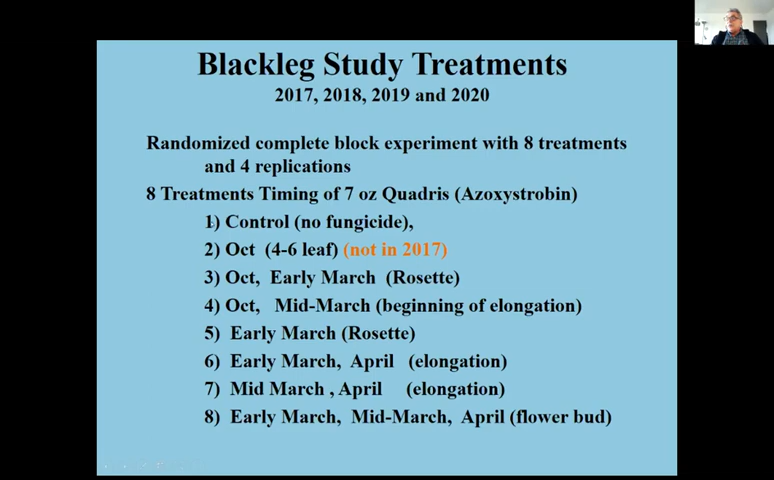 Blackleg Study Treatments
2017, 2018, 2019 and 2020
Randomized complete block experiment with 8 treatments
and 4 replications
8 Treatments Timing of 7 oz Quadris (Azoxystrobin)
1) Control (no fungicide),
2) Oct (4-6 leaf) (not in 2017)
3) Oct, Early March (Rosette)
4) Oct, Mid-March (beginning of elongation)
5) Early March (Rosette)
6) Early March, April (elongation)
7) Mid March , April (elongation)
8) Early March, Mid-March, April (flower bud)